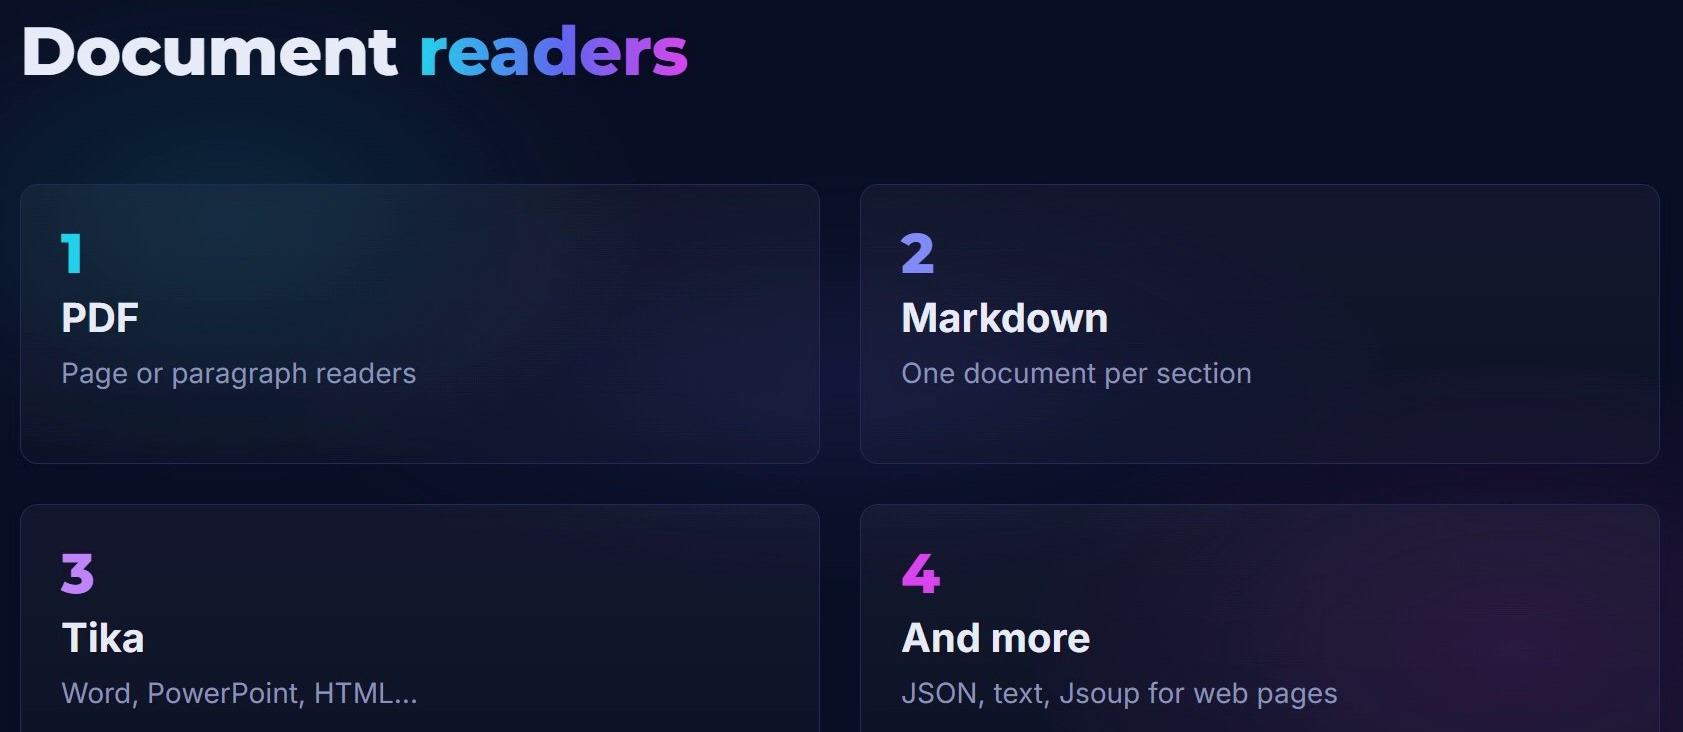 Document readers
1
PDF
Page or paragraph readers
2
Markdown
One document per section
3
Tika
Word, PowerPoint, HTML...
4
And more
JSON, text, Jsoup for web pages